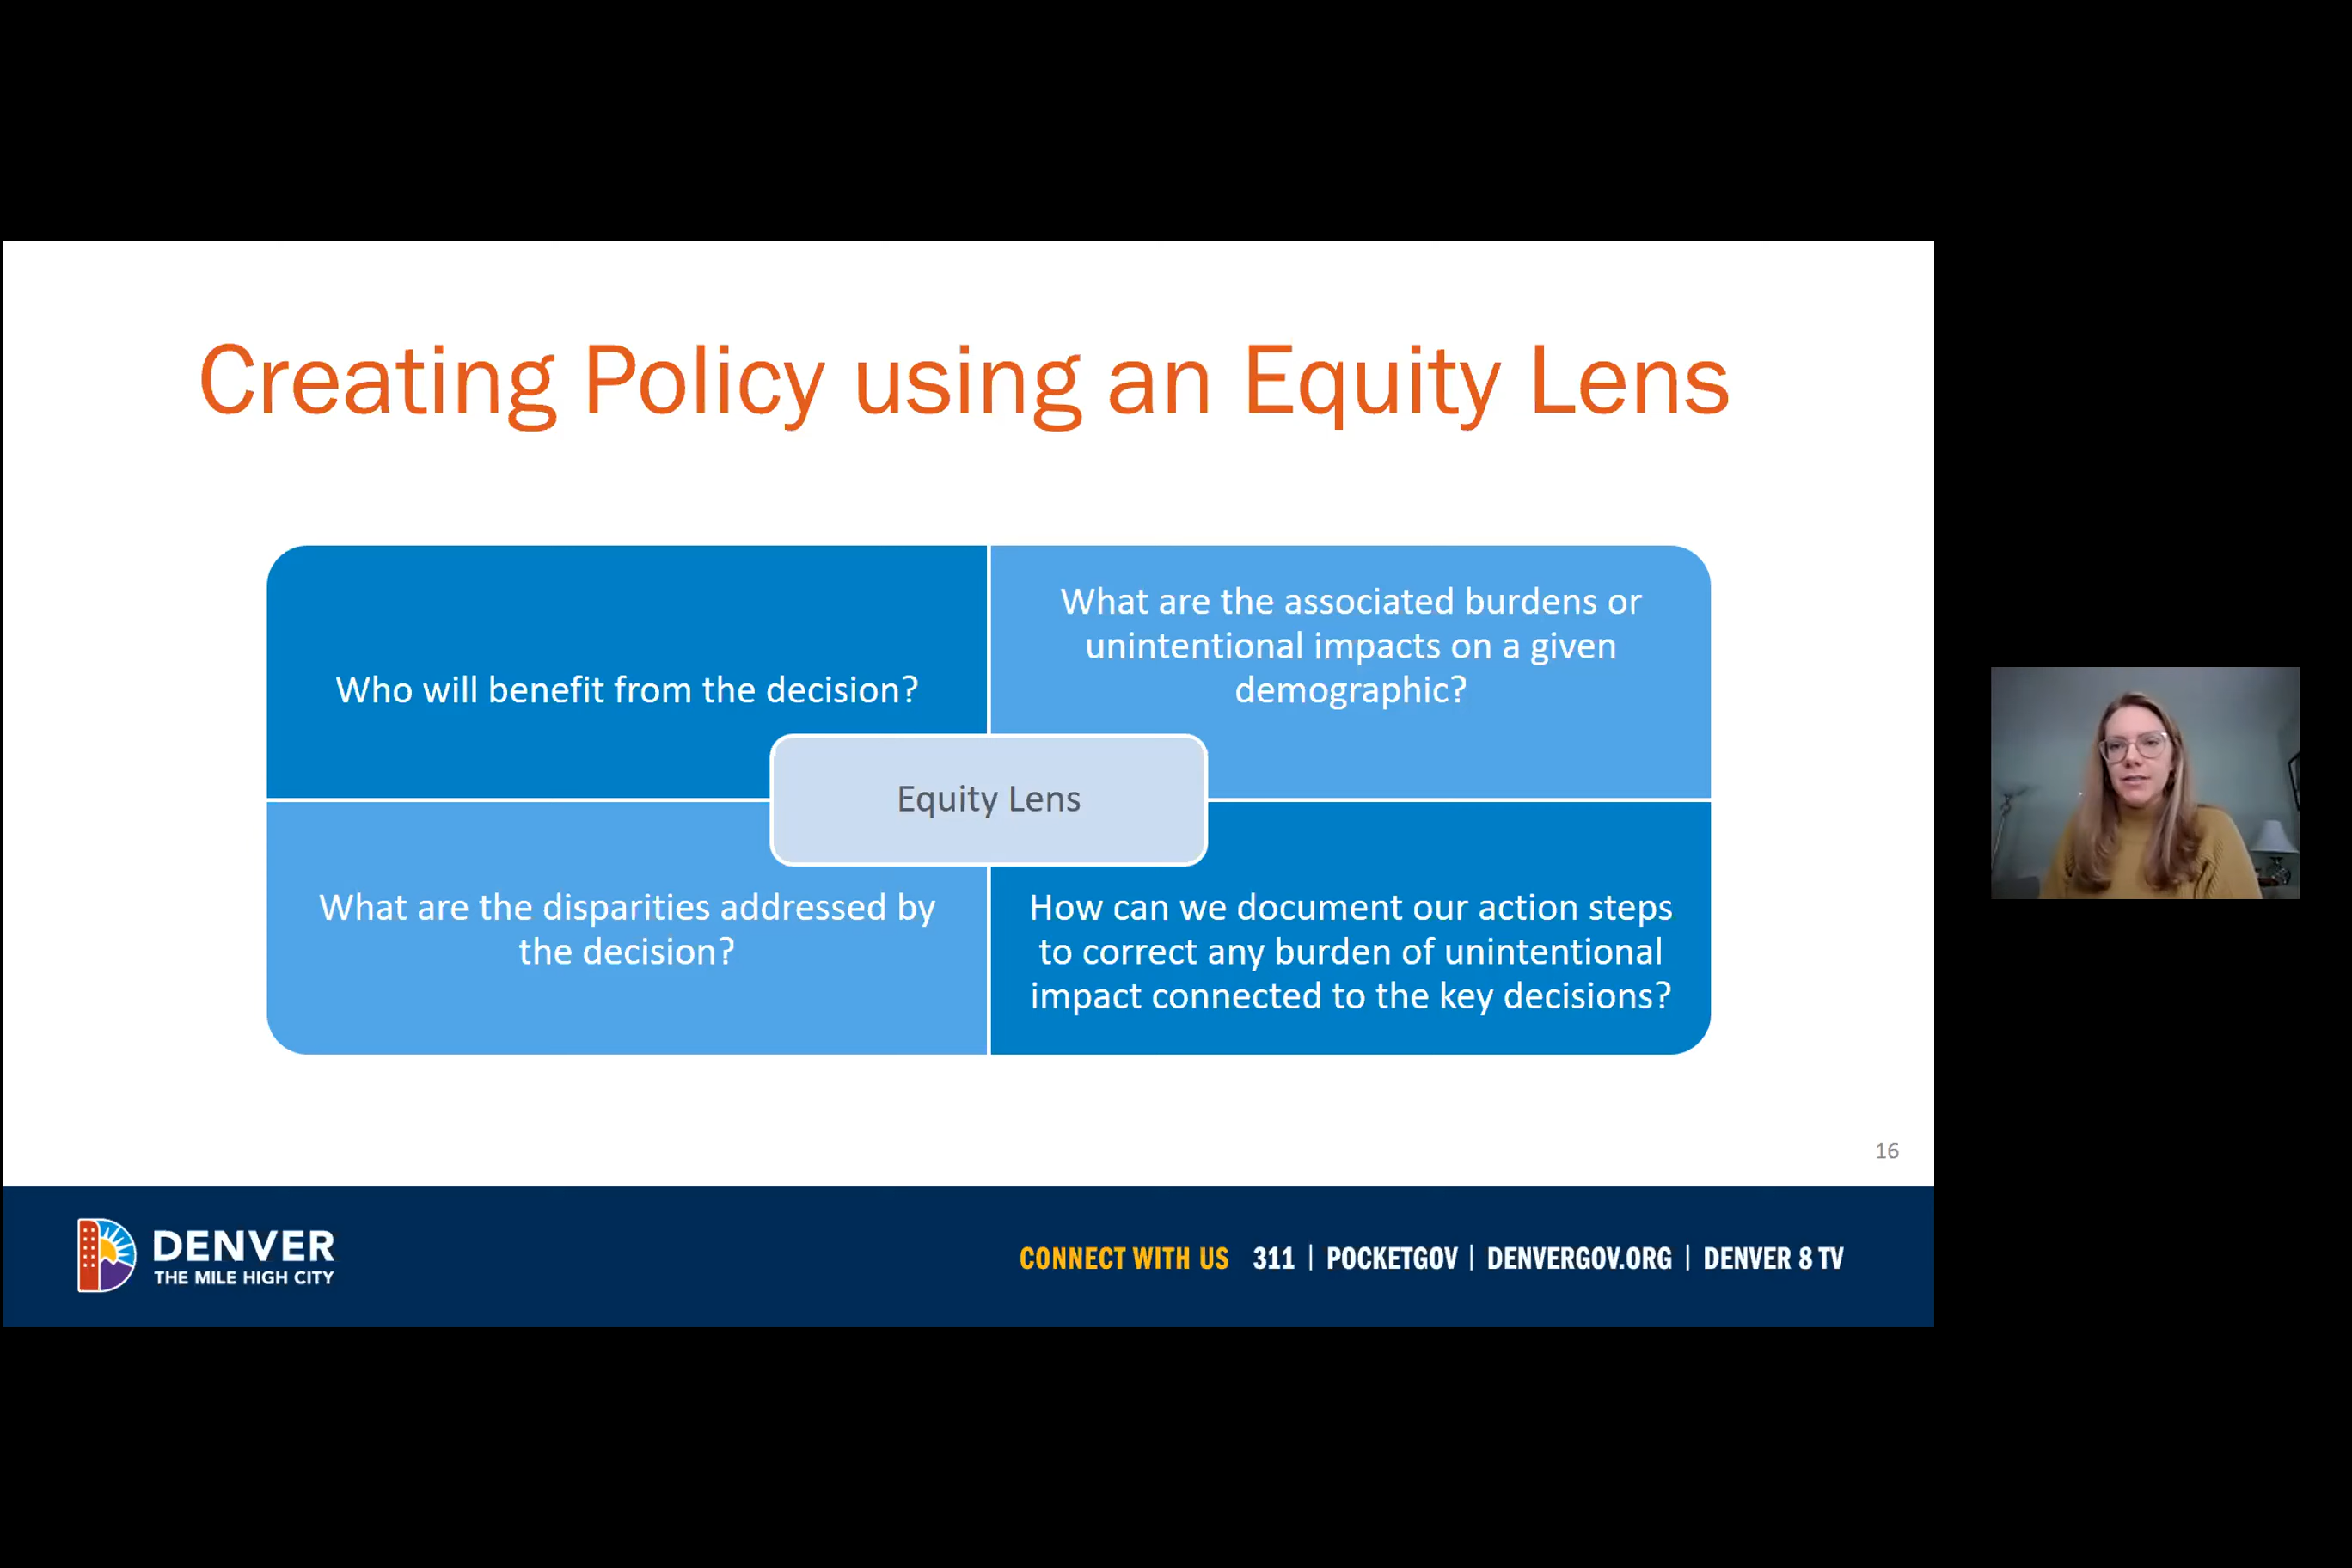 Creating Policy using an Equity Lens
Who will benefit from the decision?
What are the associated burdens or
unintentional impacts on a given
demographic?
Equity Lens
What are the disparities addressed by
the decision?
How can we document our action steps
to correct any burden of unintentional
impact connected to the key decisions?
16
DENVER
THE MILE HIGH CITY
CONNECT WITH US 311 | POCKETGOV | DENVERGOV.ORG | DENVER 8 TV